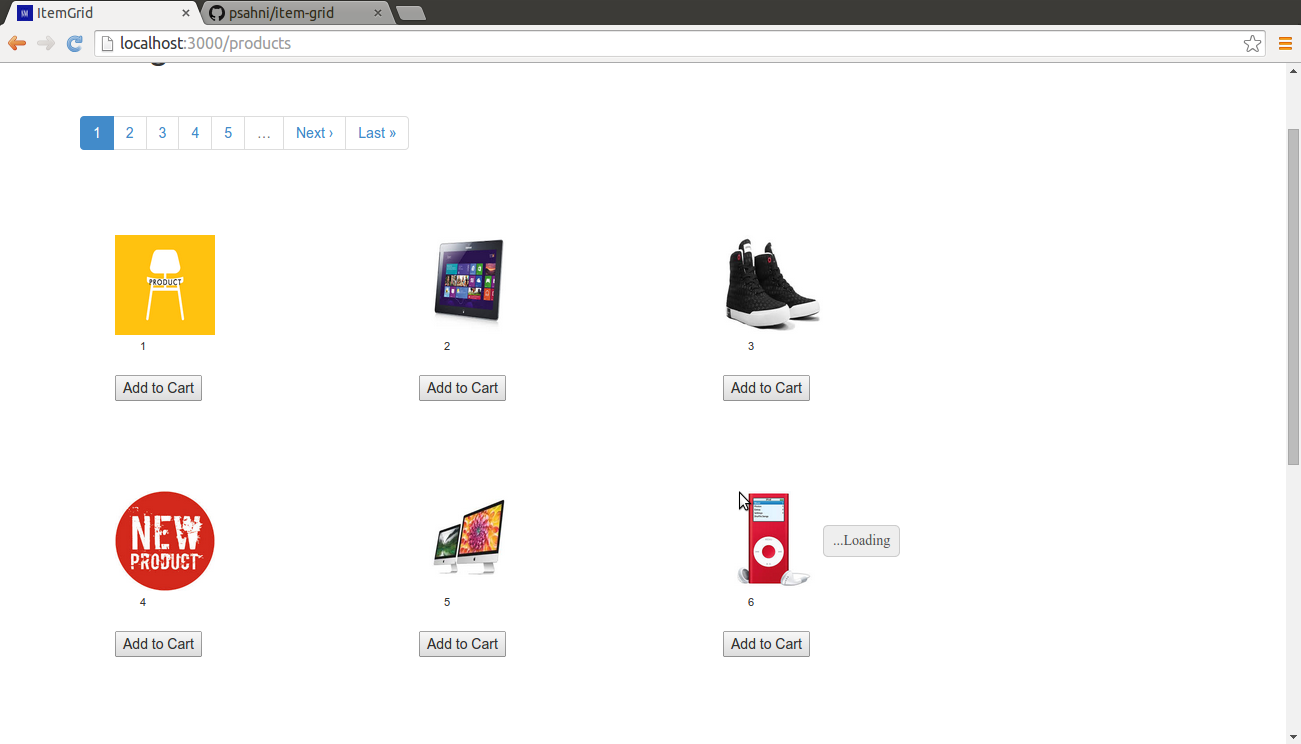 ItemGrid
psahni/item-grid
localhost:3000/products
1 2 3 4 5 … Next › Last »
PRODUCT
1 2 3
Add to Cart Add to Cart Add to Cart
NEW
PRODUCT
...Loading
4 5 6
Add to Cart Add to Cart Add to Cart